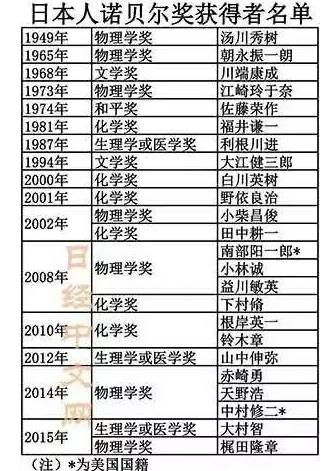 日本人诺贝尔奖获得者名单
1949年 物理学奖 汤川秀树
1965年 物理学奖 朝永振一朗
1968年 文学奖 川端康成
1973年 物理学奖 江崎玲于奈
1974年 和平奖 佐藤荣作
1981年 化学奖 福井谦一
1987年 生理学或医学奖 利根川进
1994年 文学奖 大江健三郎
2000年 化学奖 白川英树
2001年 化学奖 野依良治
2002年 物理学奖 小柴昌俊
化学奖 田中耕一
2008年 物理学奖 南部阳一郎*
小林诚
益川敏英
化学奖 下村脩
2010年 化学奖 根岸英一
铃木章
2012年 生理学或医学奖 山中伸弥
2014年 物理学奖 赤崎勇
天野浩
中村修二*
2015年 生理学或医学奖 大村智
物理学奖 梶田隆章
(注)*为美国国籍
日经中文网